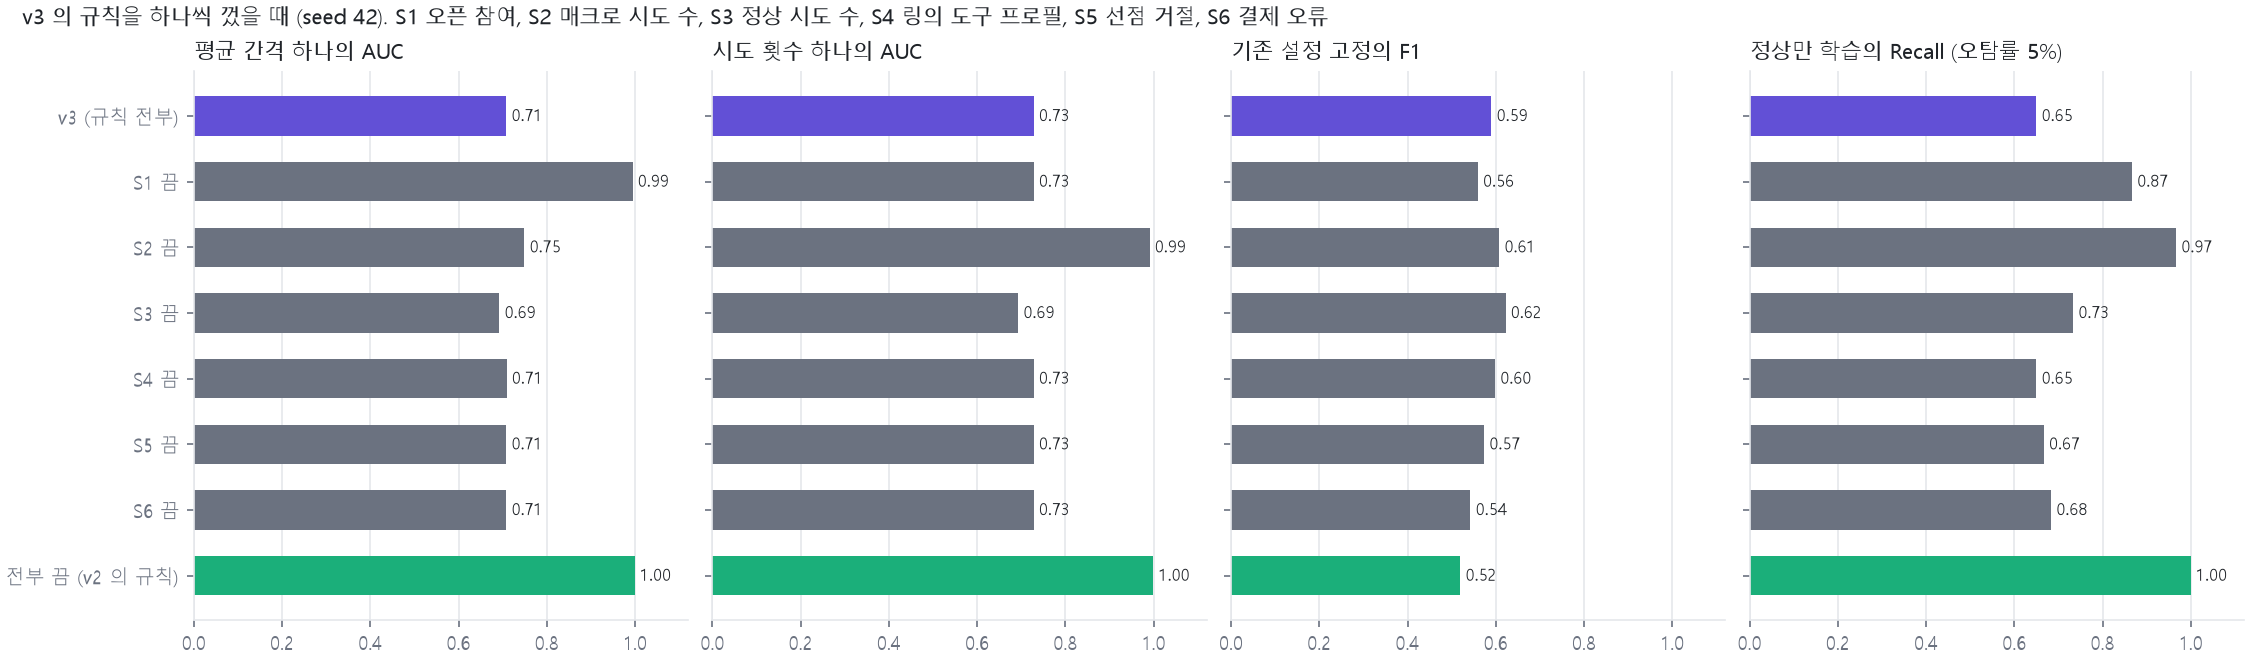 v3 의 규칙을 하나씩 껐을 때 (seed 42). S1 오픈 참여, S2 매크로 시도 수, S3 정상 시도 수, S4 링의 도구 프로필, S5 선점 거절, S6 결제 오류
평균 간격 하나의 AUC
v3 (규칙 전부) 0.71
S1 끔 0.99
S2 끔 0.75
S3 끔 0.69
S4 끔 0.71
S5 끔 0.71
S6 끔 0.71
전부 끔 (v2 의 규칙) 1.00
0.0 0.2 0.4 0.6 0.8 1.0
시도 횟수 하나의 AUC
0.73
0.73
0.99
0.69
0.73
0.73
0.73
1.00
0.0 0.2 0.4 0.6 0.8 1.0
기존 설정 고정의 F1
0.59
0.56
0.61
0.62
0.60
0.57
0.54
0.52
0.0 0.2 0.4 0.6 0.8 1.0
정상만 학습의 Recall (오탐률 5%)
0.65
0.87
0.97
0.73
0.65
0.67
0.68
1.00
0.0 0.2 0.4 0.6 0.8 1.0